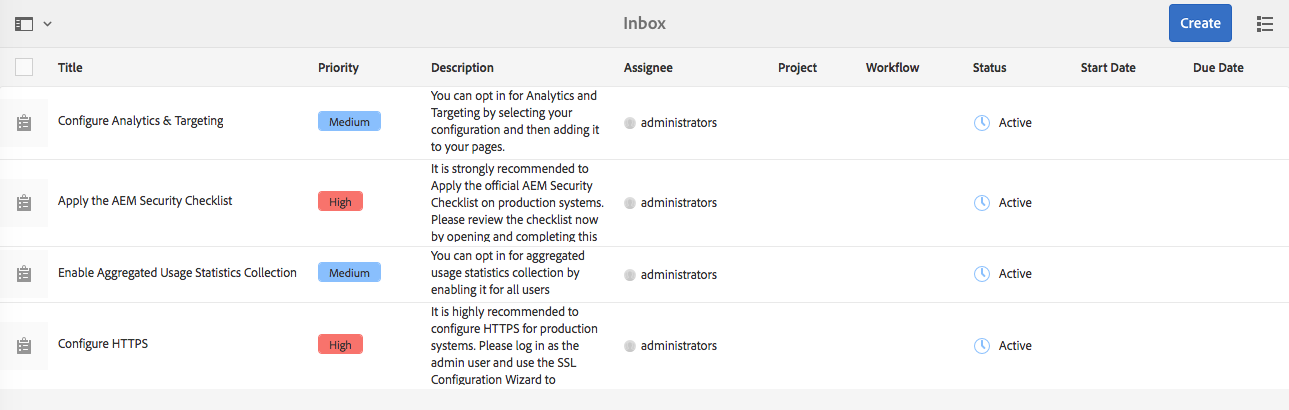 Inbox
Create
Title Priority Description Assignee Project Workflow Status Start Date Due Date
You can opt in for Analytics and
Targeting by selecting your
configuration and then adding it
to your pages.
Configure Analytics & Targeting
Medium
administrators
Active
It is strongly recommended to
Apply the official AEM Security
Checklist on production systems.
Please review the checklist now
by opening and completing this
Apply the AEM Security Checklist
High
administrators
Active
You can opt in for aggregated
usage statistics collection by
enabling it for all users
Enable Aggregated Usage Statistics Collection
Medium
administrators
Active
It is highly recommended to
configure HTTPS for production
systems. Please log in as the
admin user and use the SSL
Configuration Wizard to
Configure HTTPS
High
administrators
Active